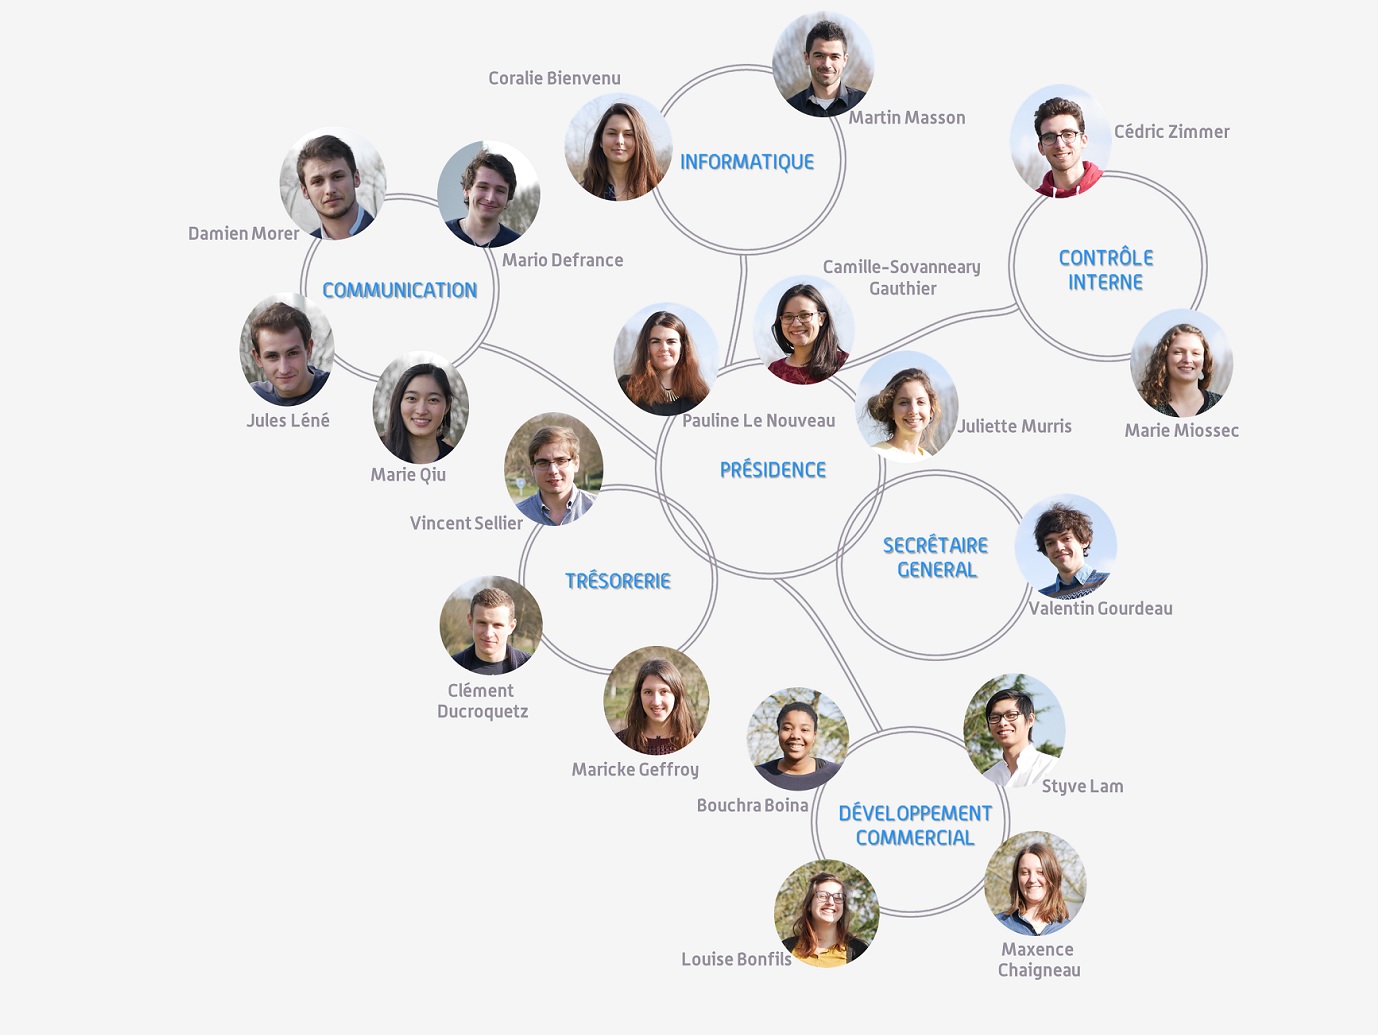 Coralie Bienvenu
Martin Masson
Cédric Zimmer
INFORMATIQUE
Damien Morer
Mario Defrance
COMMUNICATION
Camille-Sovanneary
Gauthier
CONTRÔLE
INTERNE
Jules Léné
Marie Qiu
Pauline Le Nouveau
Juliette Murris
Marie Miossec
PRÉSIDENCE
Vincent Sellier
TRÉSORERIE
SECRÉTAIRE
GENERAL
Valentin Gourdeau
Clément
Ducroquetz
Maricke Geffroy
Bouchra Boina
Styve Lam
DÉVELOPPEMENT
COMMERCIAL
Louise Bonfils
Maxence
Chaigneau